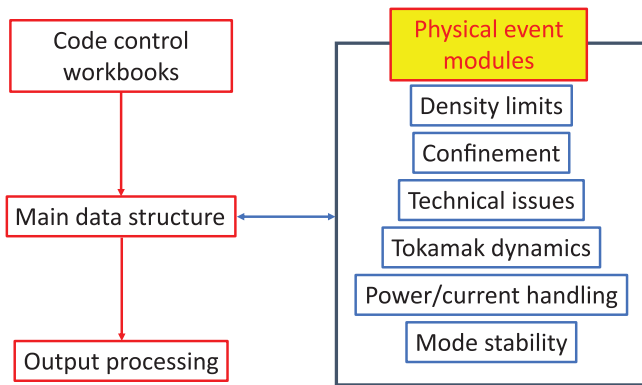 Code control
workbooks
Main data structure
Output processing
Physical event
modules
Density limits
Confinement
Technical issues
Tokamak dynamics
Power/current handling
Mode stability